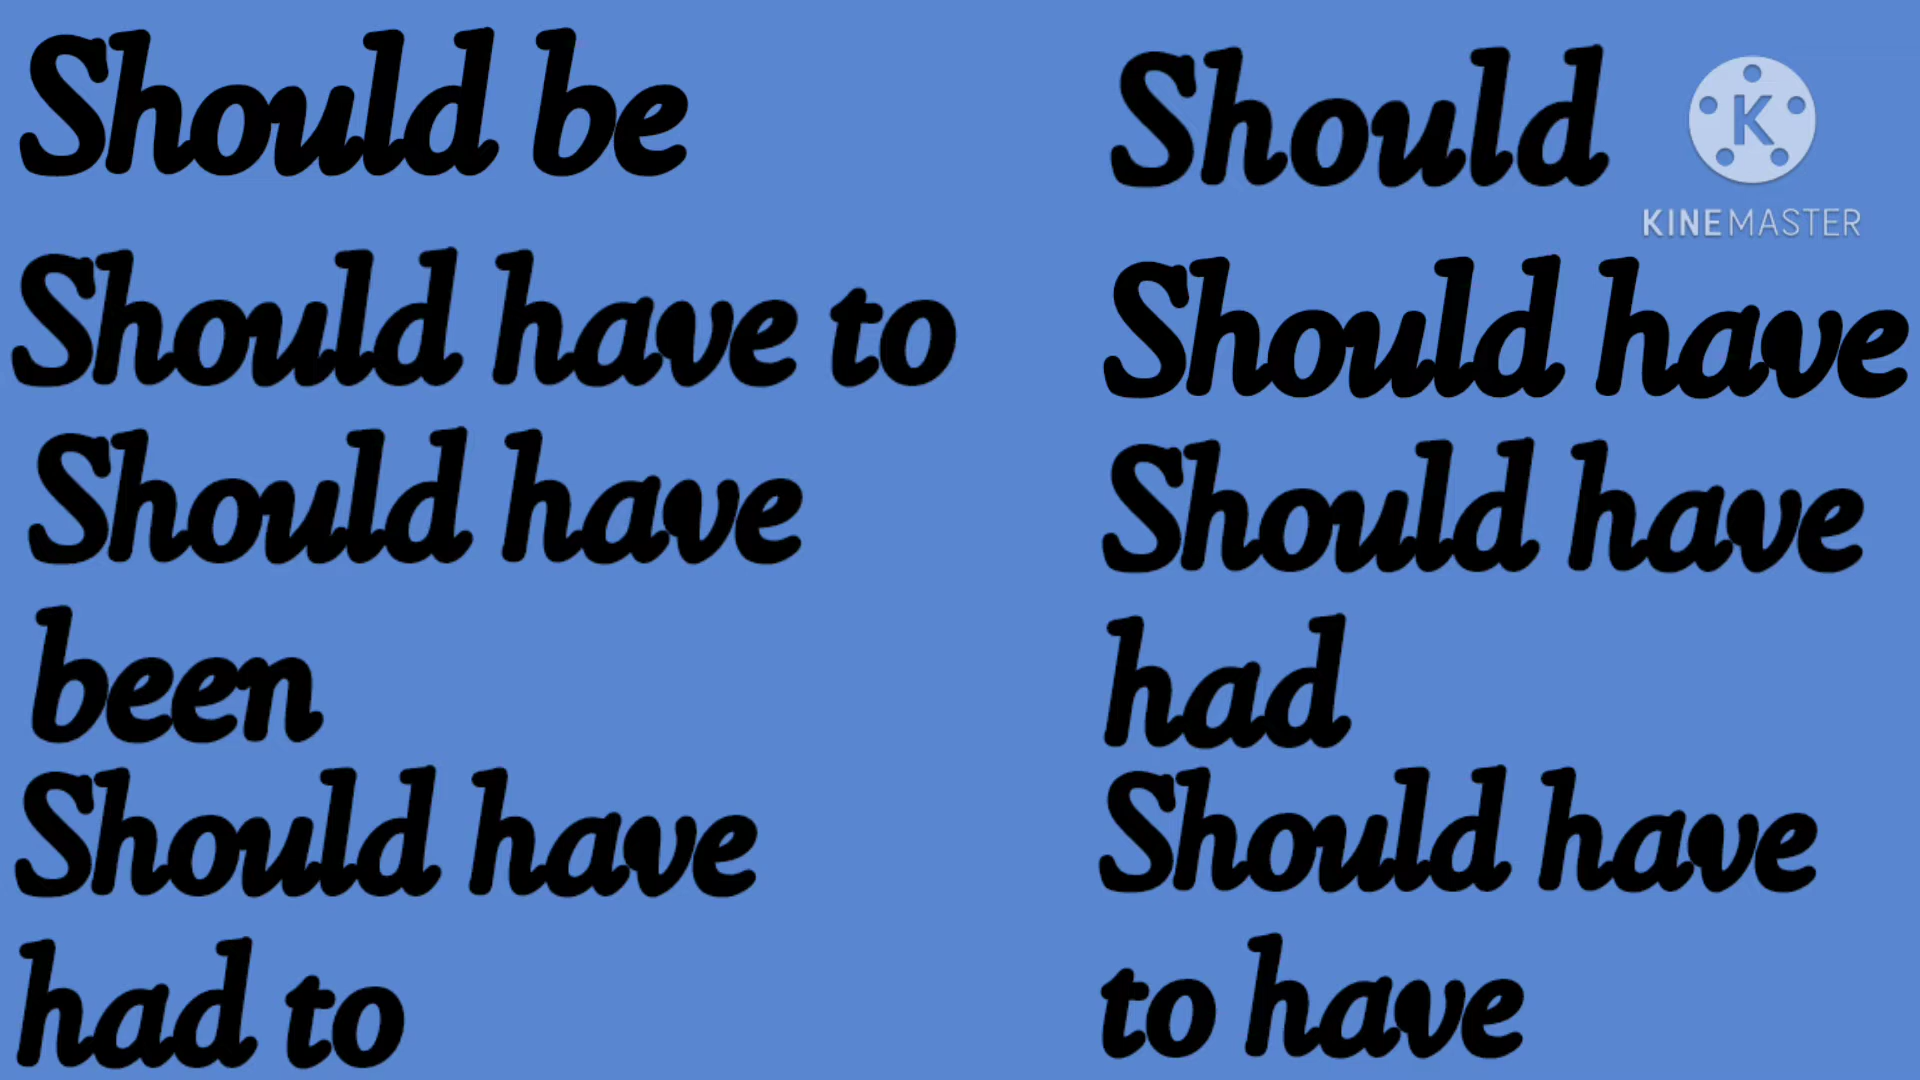 Should be
Should have to
Should have
been
Should have
had to
Should
Should have
Should have
had
Should have
to have
K
KINEMASTER